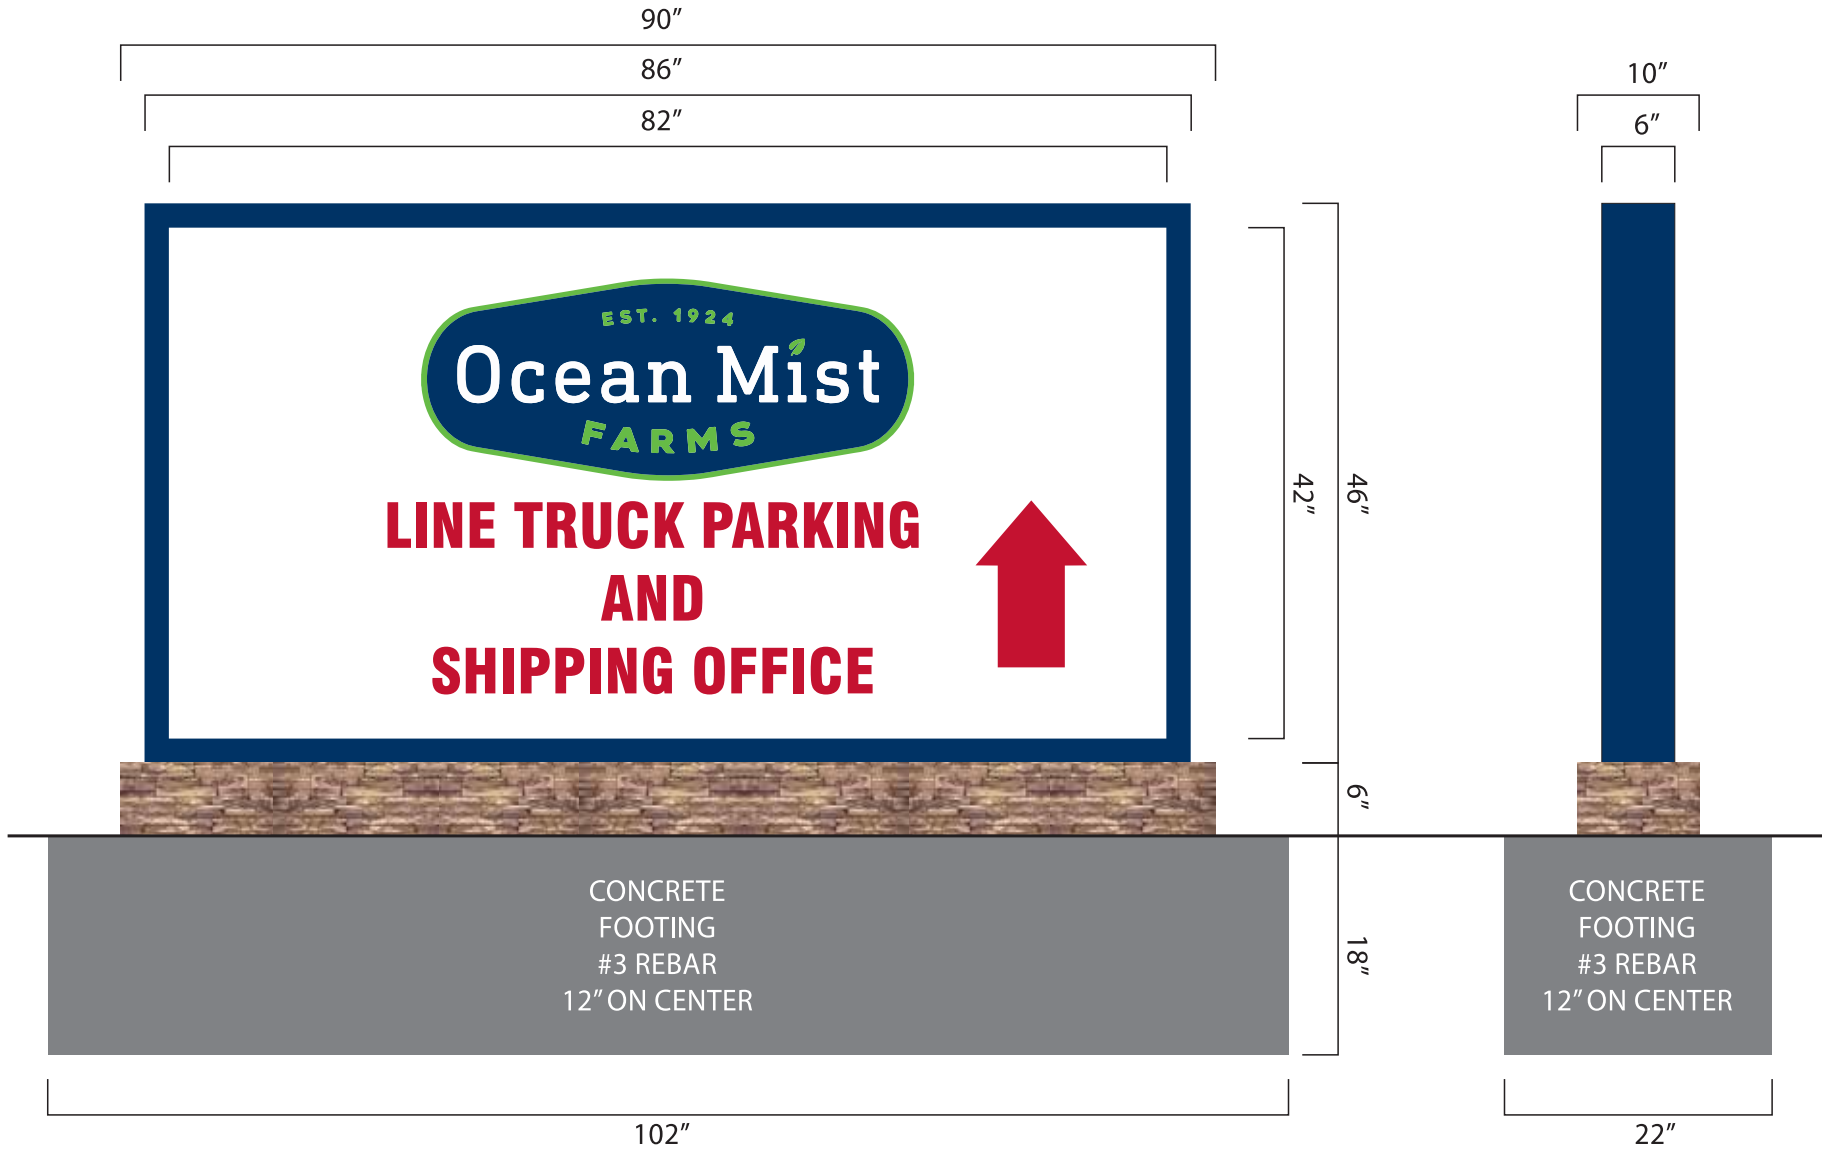 90”
86”
82”
10”
6”
EST. 1924
Ocean Mist
FARMS
LINE TRUCK PARKING
AND
SHIPPING OFFICE
42”
46”
6”
18”
CONCRETE
FOOTING
#3 REBAR
12” ON CENTER
CONCRETE
FOOTING
#3 REBAR
12” ON CENTER
102”
22”